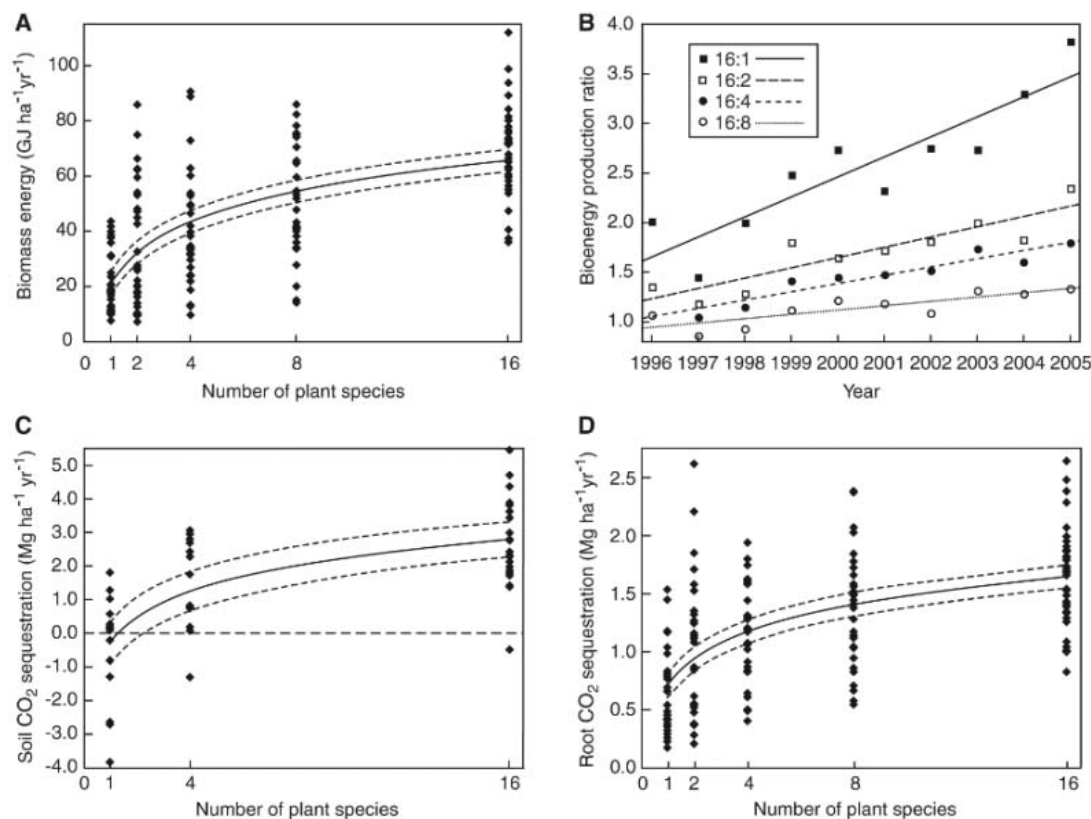 A
Biomass energy (GJ ha⁻¹yr⁻¹)
100
80
60
40
20
0
0 1 2 4 8 16
Number of plant species
B
Bioenergy production ratio
4.0
3.5
3.0
2.5
2.0
1.5
1.0
16:1
16:2
16:4
16:8
1996 1997 1998 1999 2000 2001 2002 2003 2004 2005
Year
C
Soil CO₂ sequestration (Mg ha⁻¹ yr⁻¹)
5.0
4.0
3.0
2.0
1.0
0.0
-1.0
-2.0
-3.0
-4.0
0 1 4 16
Number of plant species
D
Root CO₂ sequestration (Mg ha⁻¹yr⁻¹)
2.5
2.0
1.5
1.0
0.5
0.0
0 1 2 4 8 16
Number of plant species